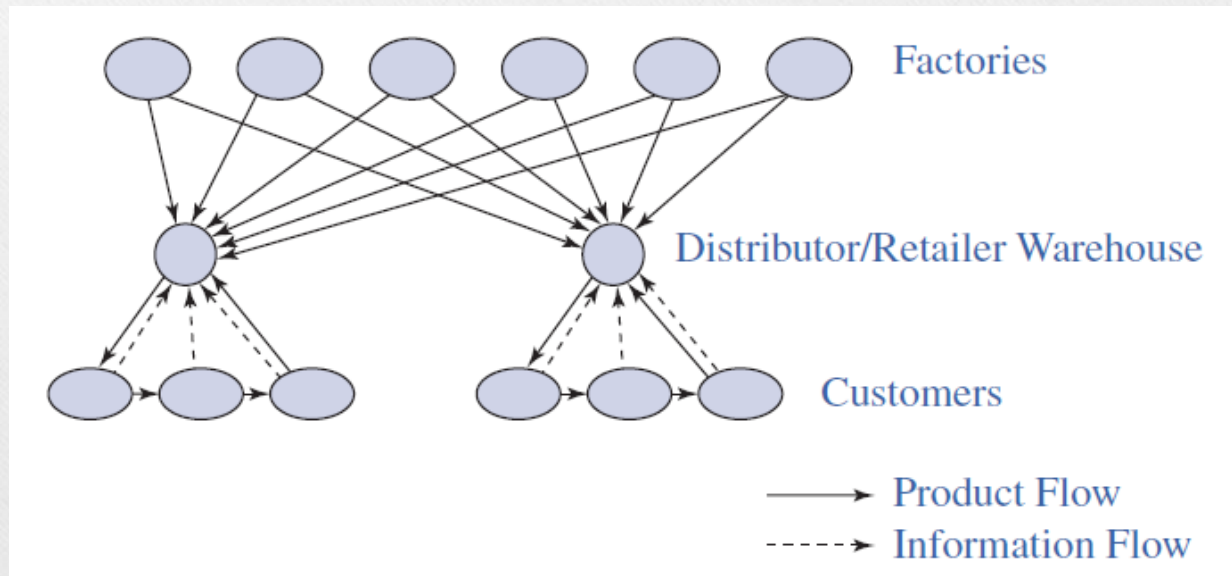 Factories
Distributor/Retailer Warehouse
Customers
Product Flow
Information Flow